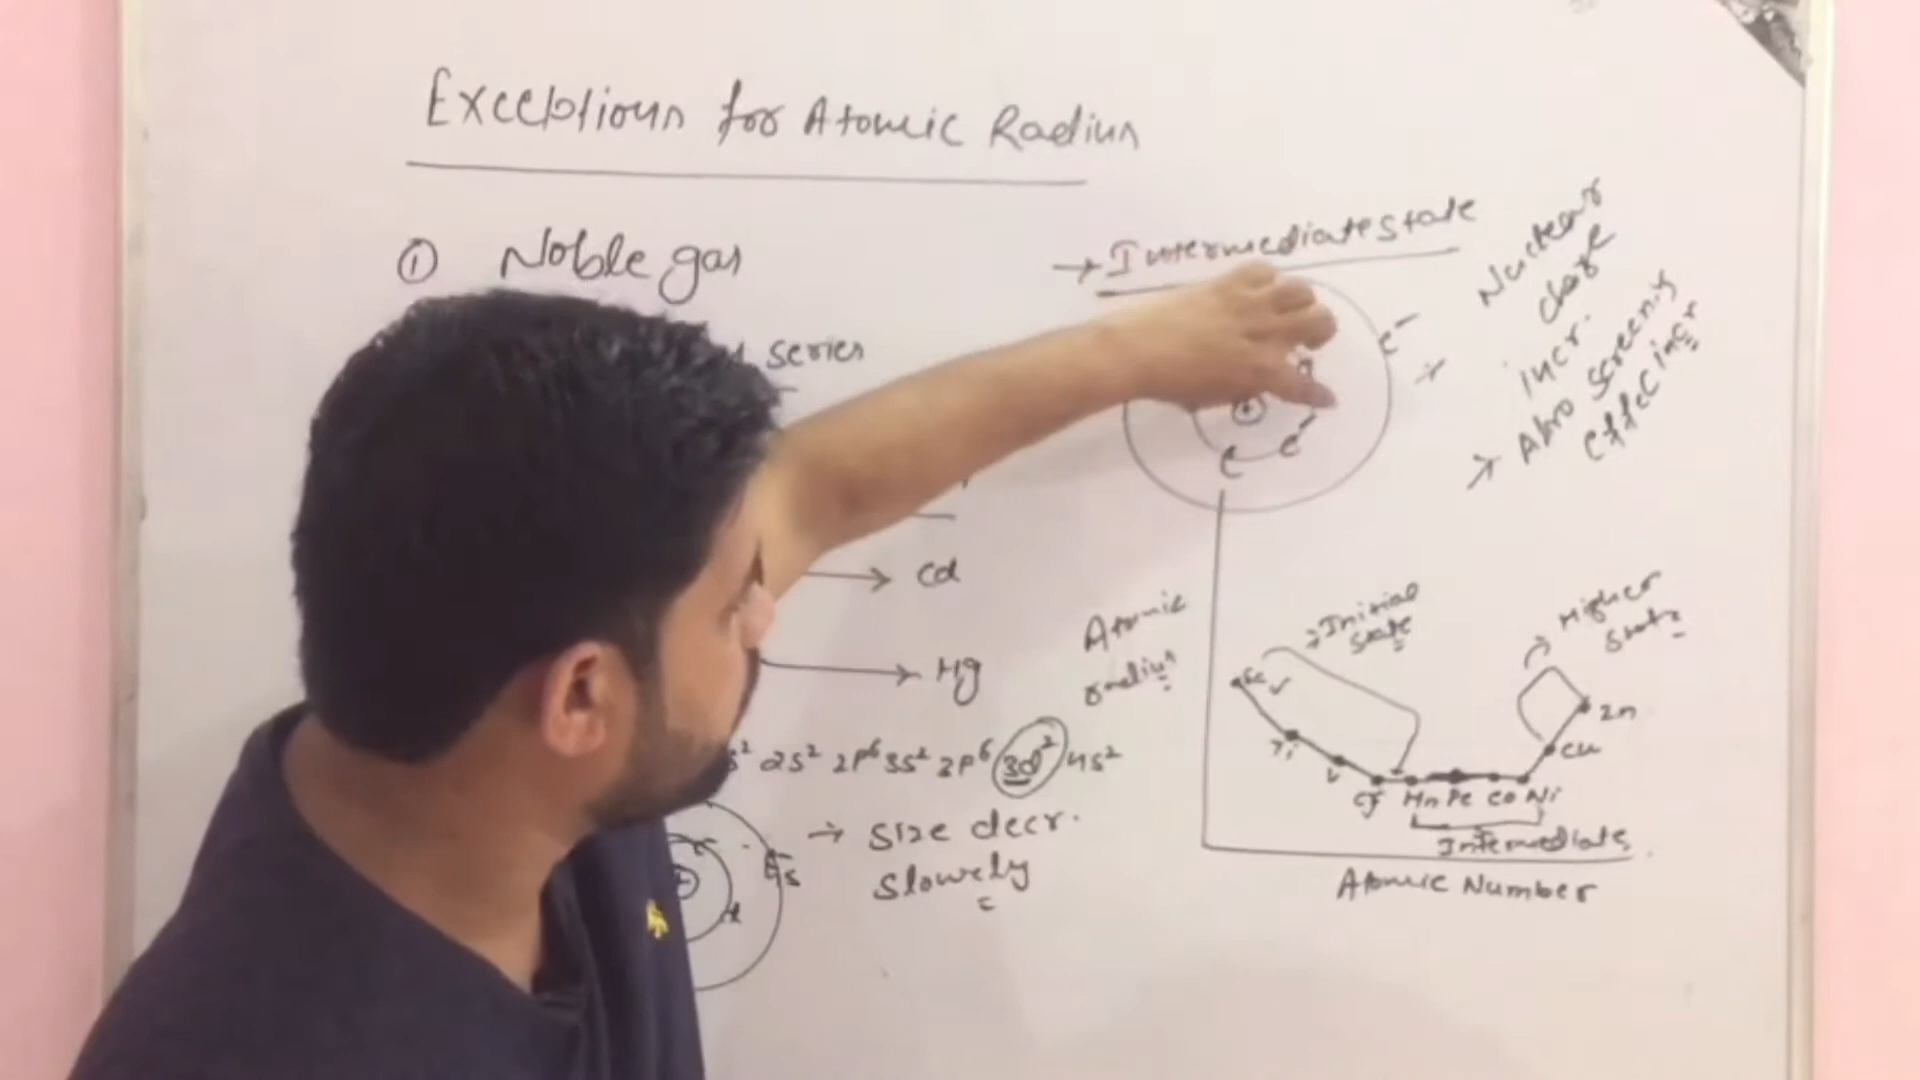 Exceptions for Atomic Radius
① Noble gas
series
→ Cd
→ Hg
s² 2s² 2p⁶ 3s² 3p⁶ 3d² 4s²
→ Size decr.
slowely
s
d
→ Intermediate state
e⁻
e⁻
e
+
Nuclear
charge
incr.
→ Also screening
effect incr
Atomic
radius
Sc
Ti
V
Cr Mn Fe Co Ni
Cu
Zn
Initial
state
Higher
state
Intermediate
Atomic Number